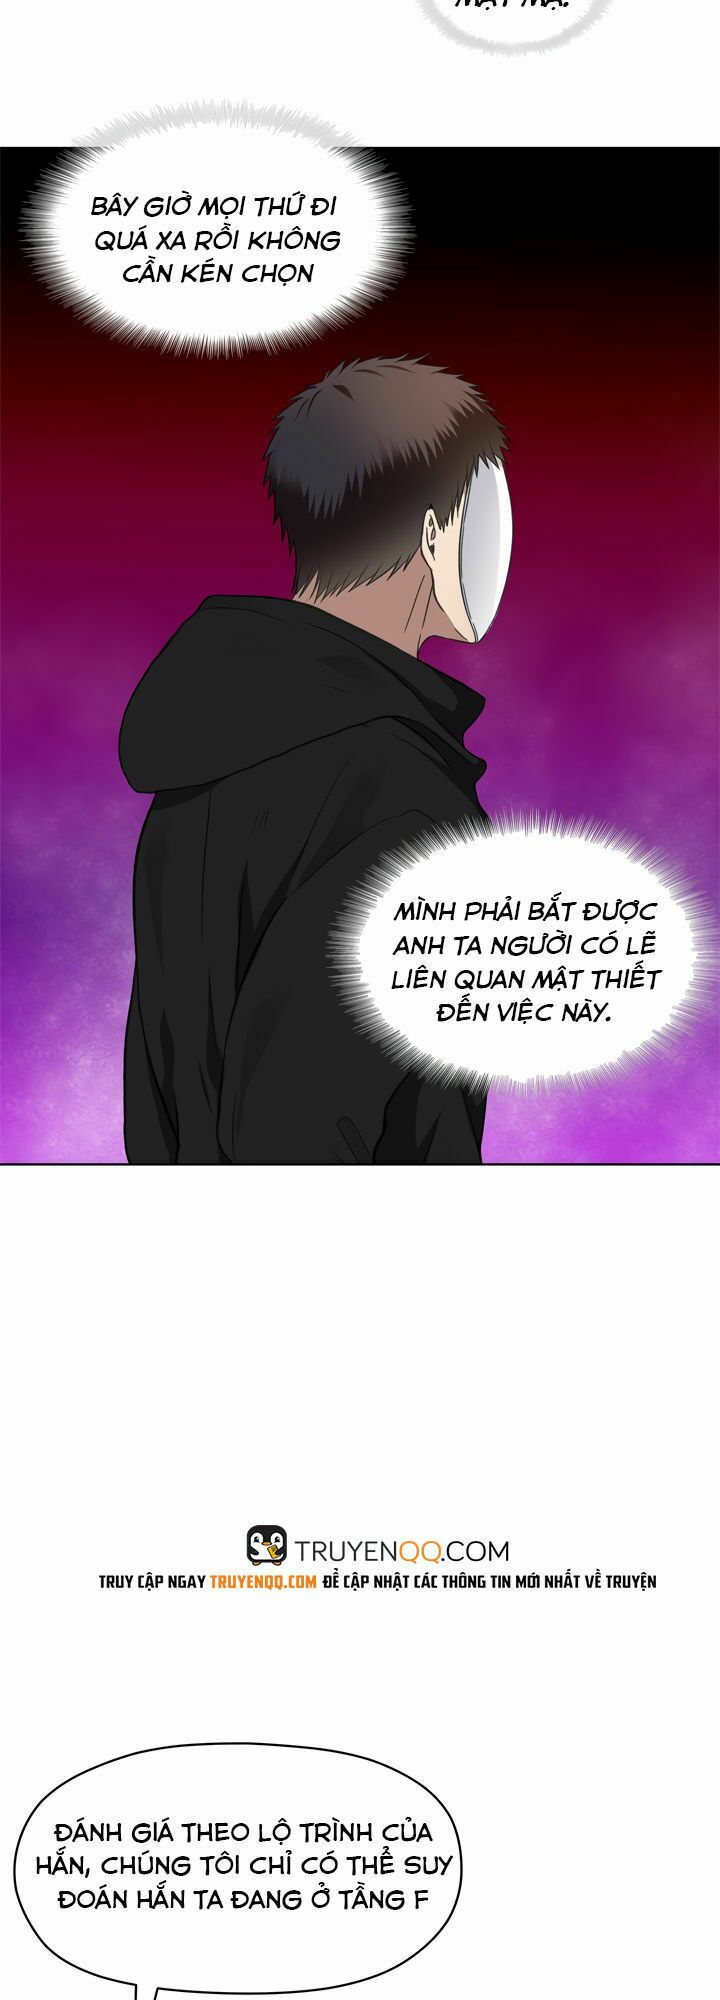 BÂY GIỜ MỌI THỨ ĐI
QUÁ XA RỒI KHÔNG
CẦN KÉN CHỌN
MÌNH PHẢI BẮT ĐƯỢC
ANH TA NGƯỜI CÓ LẼ
LIÊN QUAN MẬT THIẾT
ĐẾN VIỆC NÀY.
TRUYENQQ.COM
TRUY CẬP NGAY TRUYENQQ.COM ĐỂ CẬP NHẬT CÁC THÔNG TIN MỚI NHẤT VỀ TRUYỆN
ĐÁNH GIÁ THEO LỘ TRÌNH CỦA
HẮN, CHÚNG TÔI CHỈ CÓ THỂ SUY
ĐOÁN HẮN TA ĐANG Ở TẦNG F